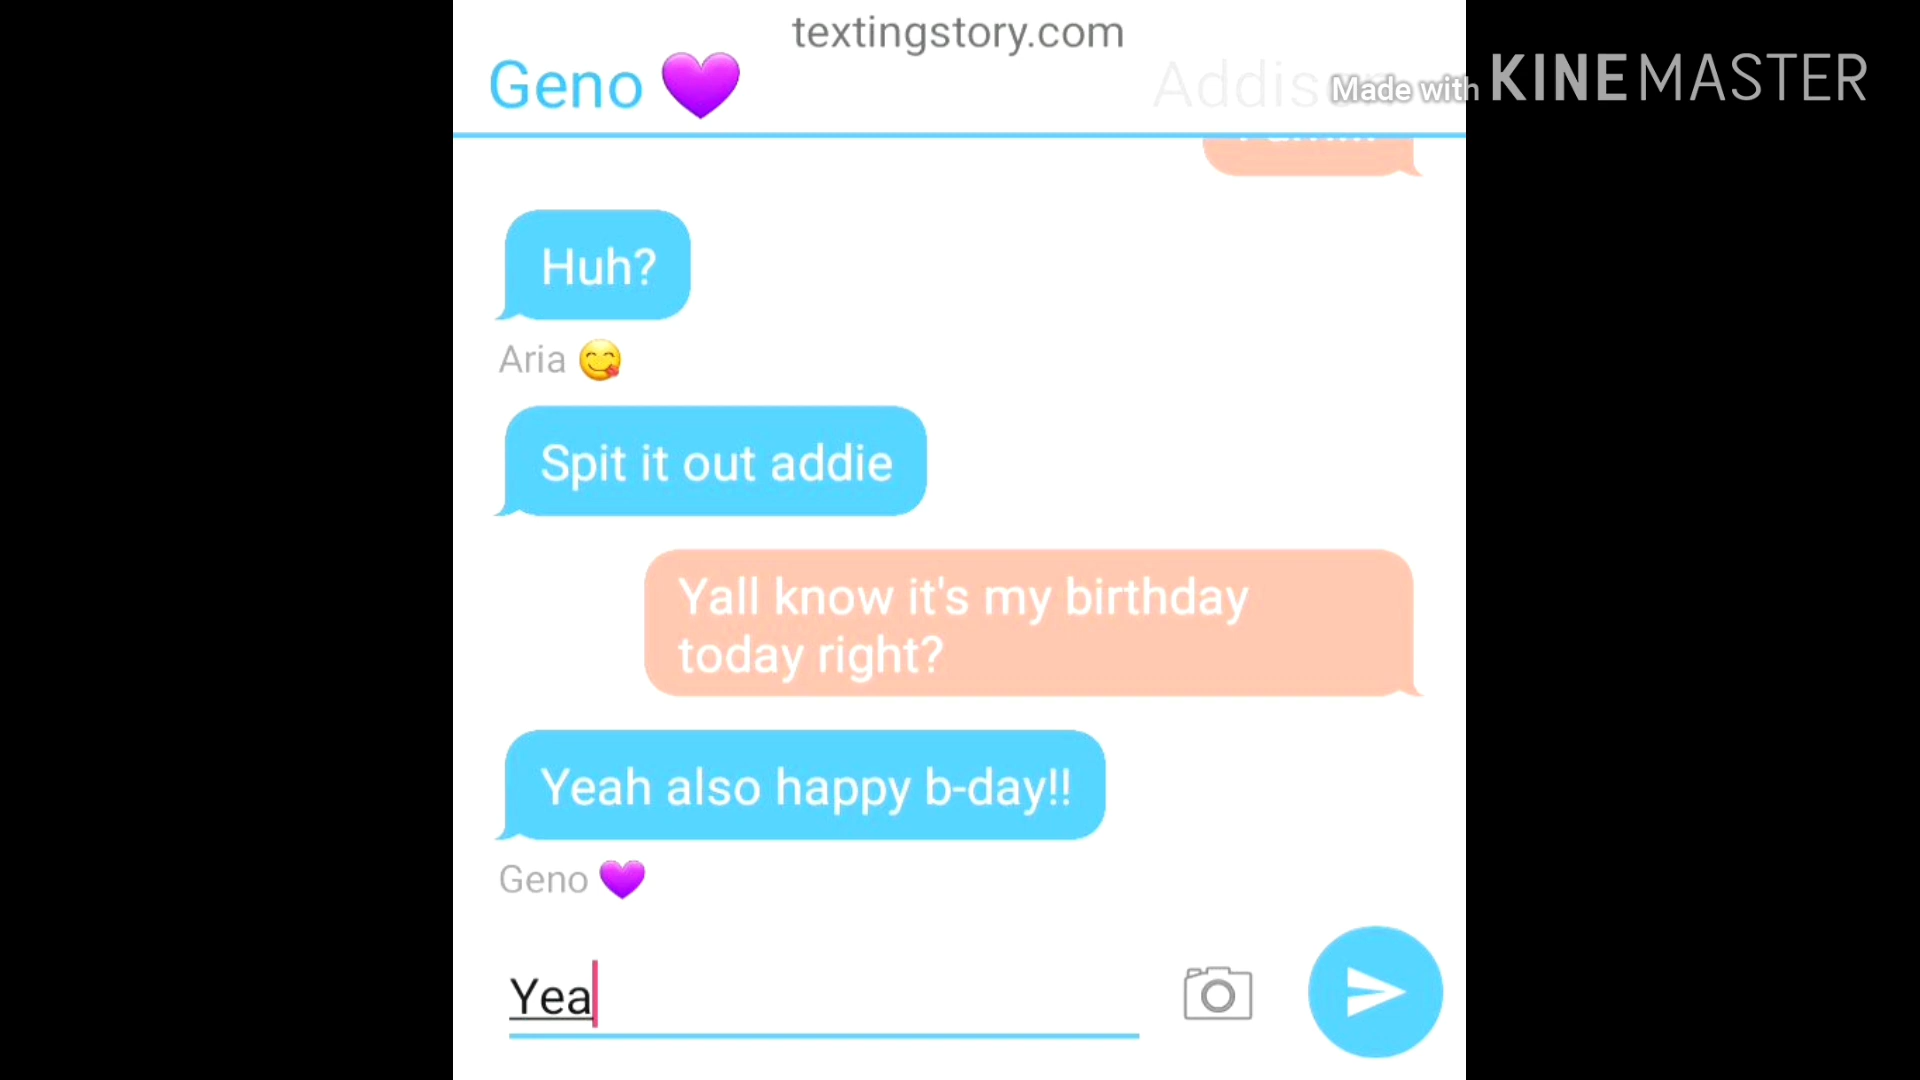 textingstory.com
Geno 💜
Made with KINEMASTER
Huh?
Aria 😋
Spit it out addie
Yall know it's my birthday
today right?
Yeah also happy b-day!!
Geno 💜
Yea